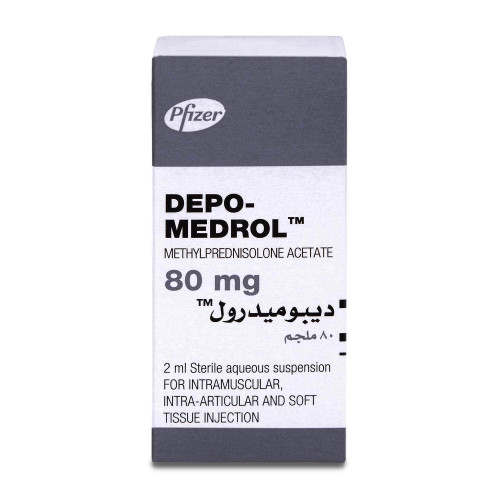 Pfizer
DEPO-
MEDROL™
METHYLPREDNISOLONE ACETATE
80 mg
ديبوميدرول™
٨٠ ملجم
2 ml Sterile aqueous suspension
FOR INTRAMUSCULAR,
INTRA-ARTICULAR AND SOFT
TISSUE INJECTION